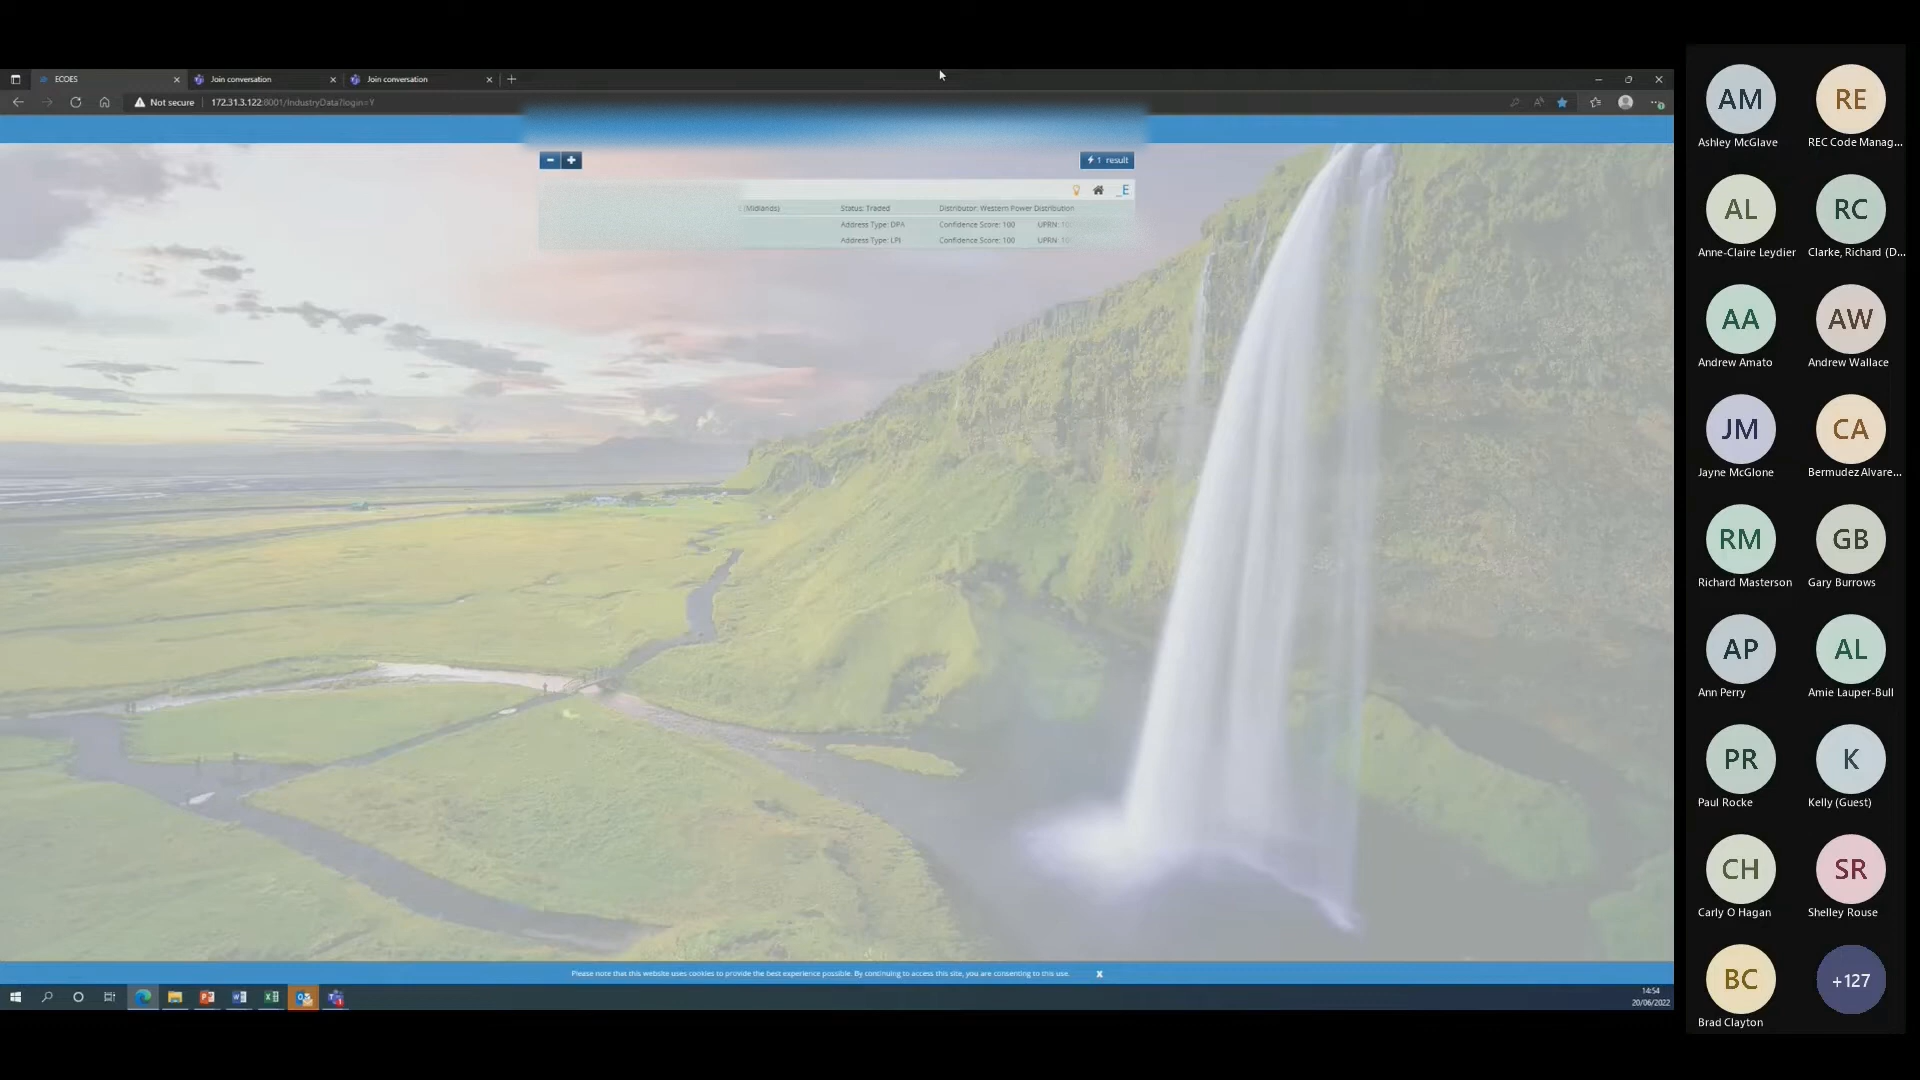 ECOES
Join conversation
Join conversation
Not secure
172.31.3.122:8001/IndustryData?login=Y
1 result
_E
(Midlands)
Status: Traded
Distributor: Western Power Distribution
Address Type: DPA
Confidence Score: 100
UPRN: 10
Address Type: LPI
Confidence Score: 100
UPRN: 10
Please note that this website uses cookies to provide the best experience possible. By continuing to access this site, you are consenting to this use.
X
14:54
20/06/2022
AM
RE
Ashley McGlave
REC Code Manag...
AL
RC
Anne-Claire Leydier
Clarke, Richard (D...
AA
AW
Andrew Amato
Andrew Wallace
JM
CA
Jayne McGlone
Bermudez Alvare...
RM
GB
Richard Masterson
Gary Burrows
AP
AL
Ann Perry
Amie Lauper-Bull
PR
K
Paul Rocke
Kelly (Guest)
CH
SR
Carly O Hagan
Shelley Rouse
BC
+127
Brad Clayton